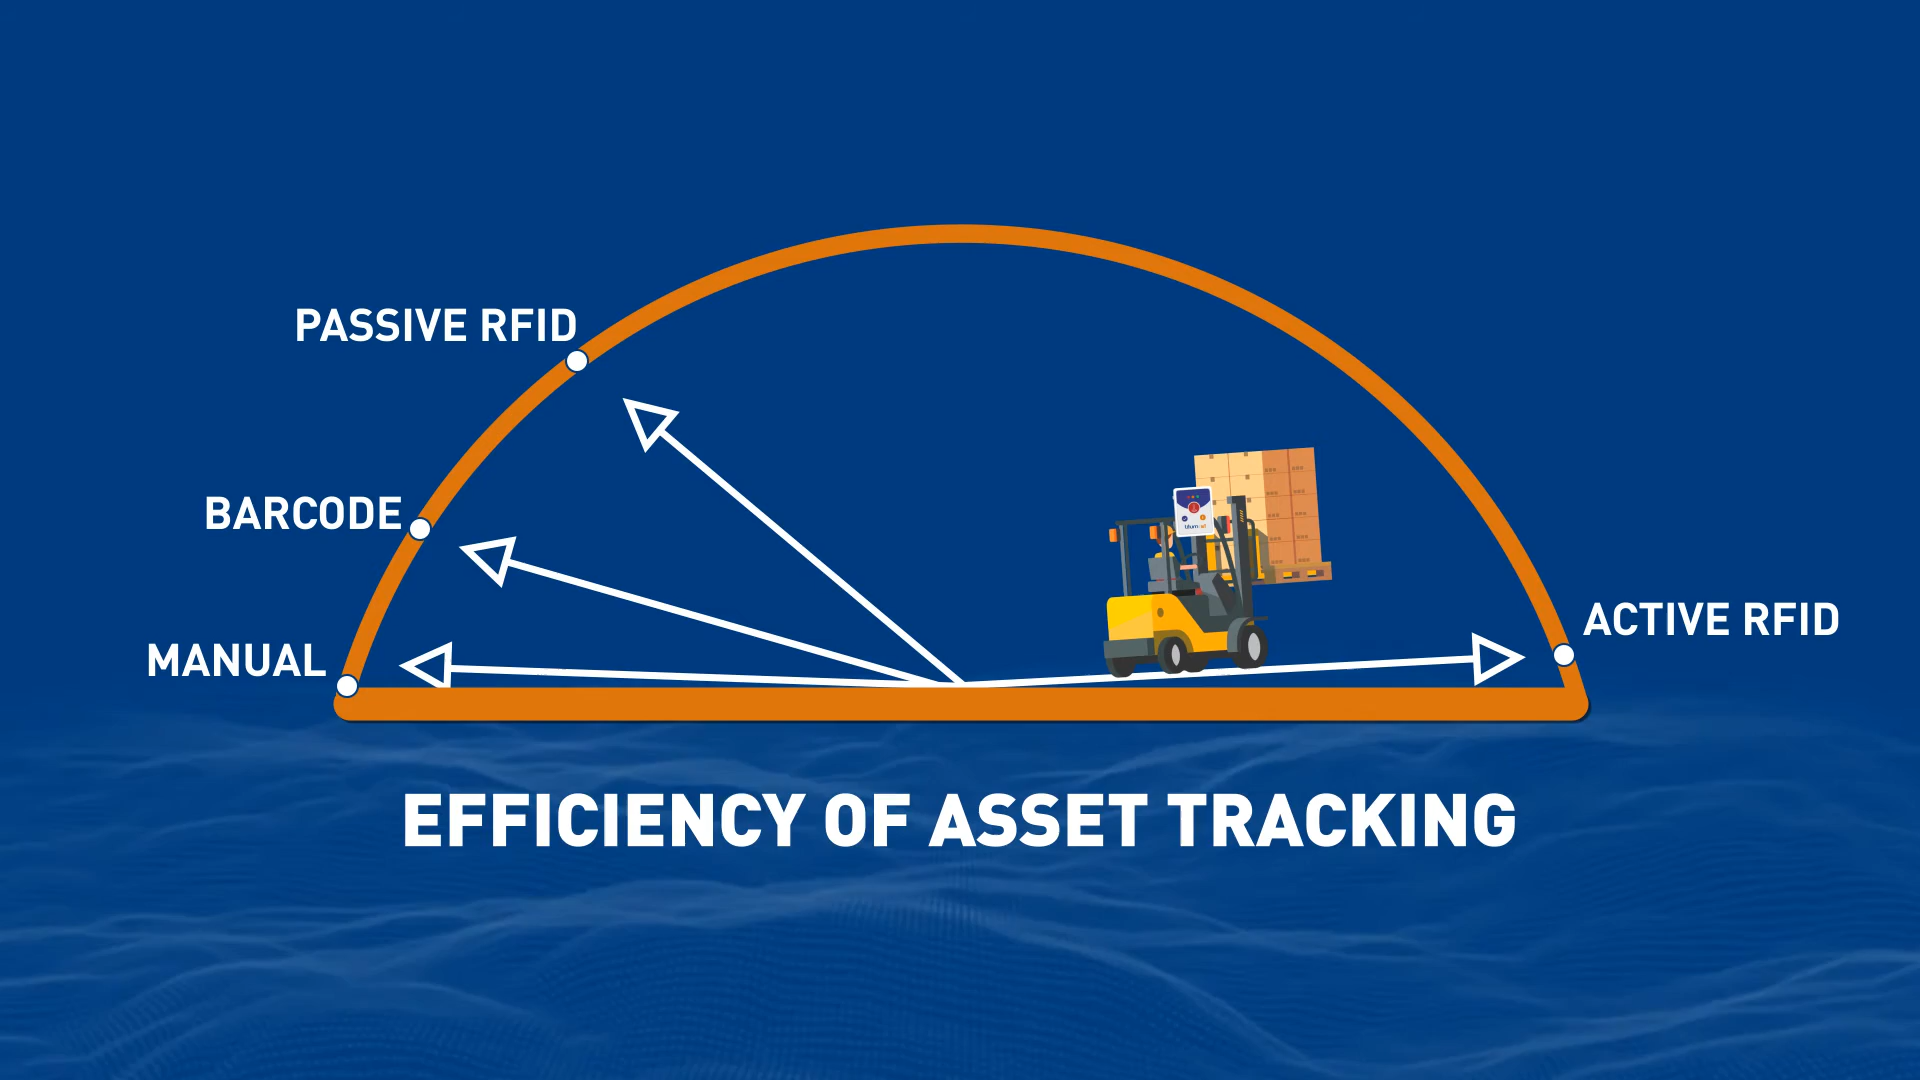 PASSIVE RFID
BARCODE
MANUAL
ACTIVE RFID
EFFICIENCY OF ASSET TRACKING